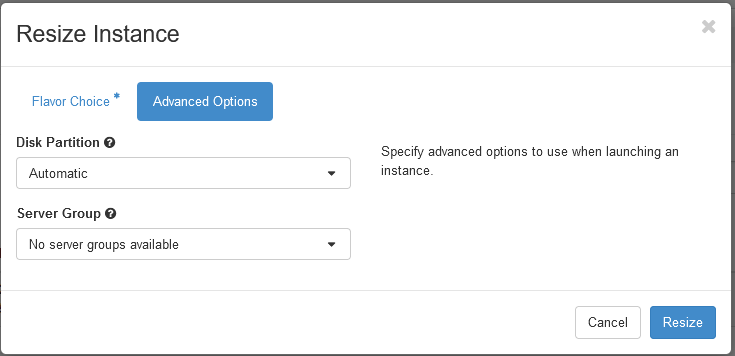 Resize Instance
Flavor Choice *
Advanced Options
Disk Partition
Automatic
Specify advanced options to use when launching an
instance.
Server Group
No server groups available
Cancel
Resize